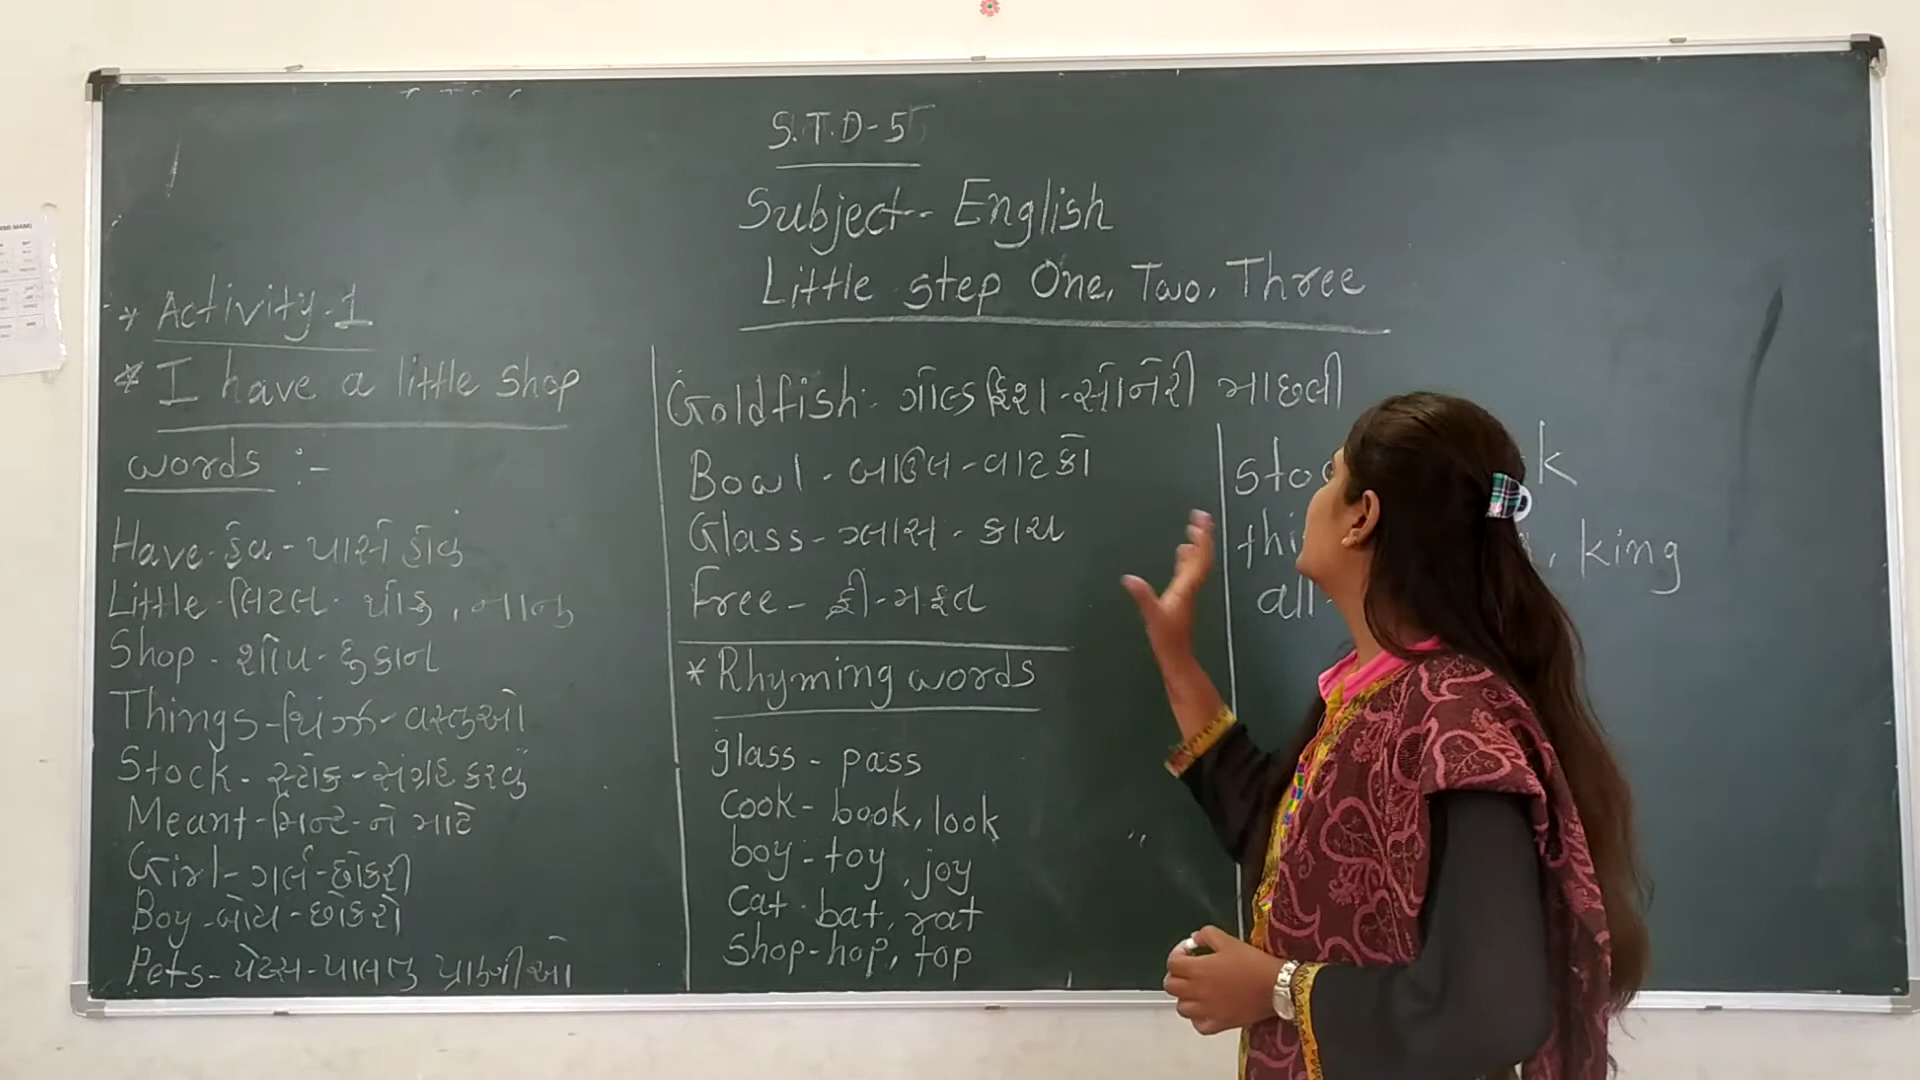 S.T.D-5
Subject- English
Little step One, Two, Three
* Activity-1
* I have a little shop
words :-
Have-હેવ-પાસે હોવું
Little-લિટલ-થોડુ, નાનુ
Shop-શોપ-દુકાન
Things-થિંગ્ઝ-વસ્તુઓ
Stock-સ્ટોક-સંગ્રહ કરવું
Meant-મિન્ટ-ને માટે
Girl-ગર્લ-છોકરી
Boy-બોય-છોકરો
Pets-પેટ્સ-પાલતુ પ્રાણીઓ
Goldfish-ગોલ્ડફિશ-સોનેરી માછલી
Bowl-બાઉલ-વાટકો
Glass-ગ્લાસ-કાચ
Free-ફ્રી-મફત
* Rhyming words
glass-pass
cook-book, look
boy-toy, joy
cat-bat, rat
shop-hop, top
king
all-